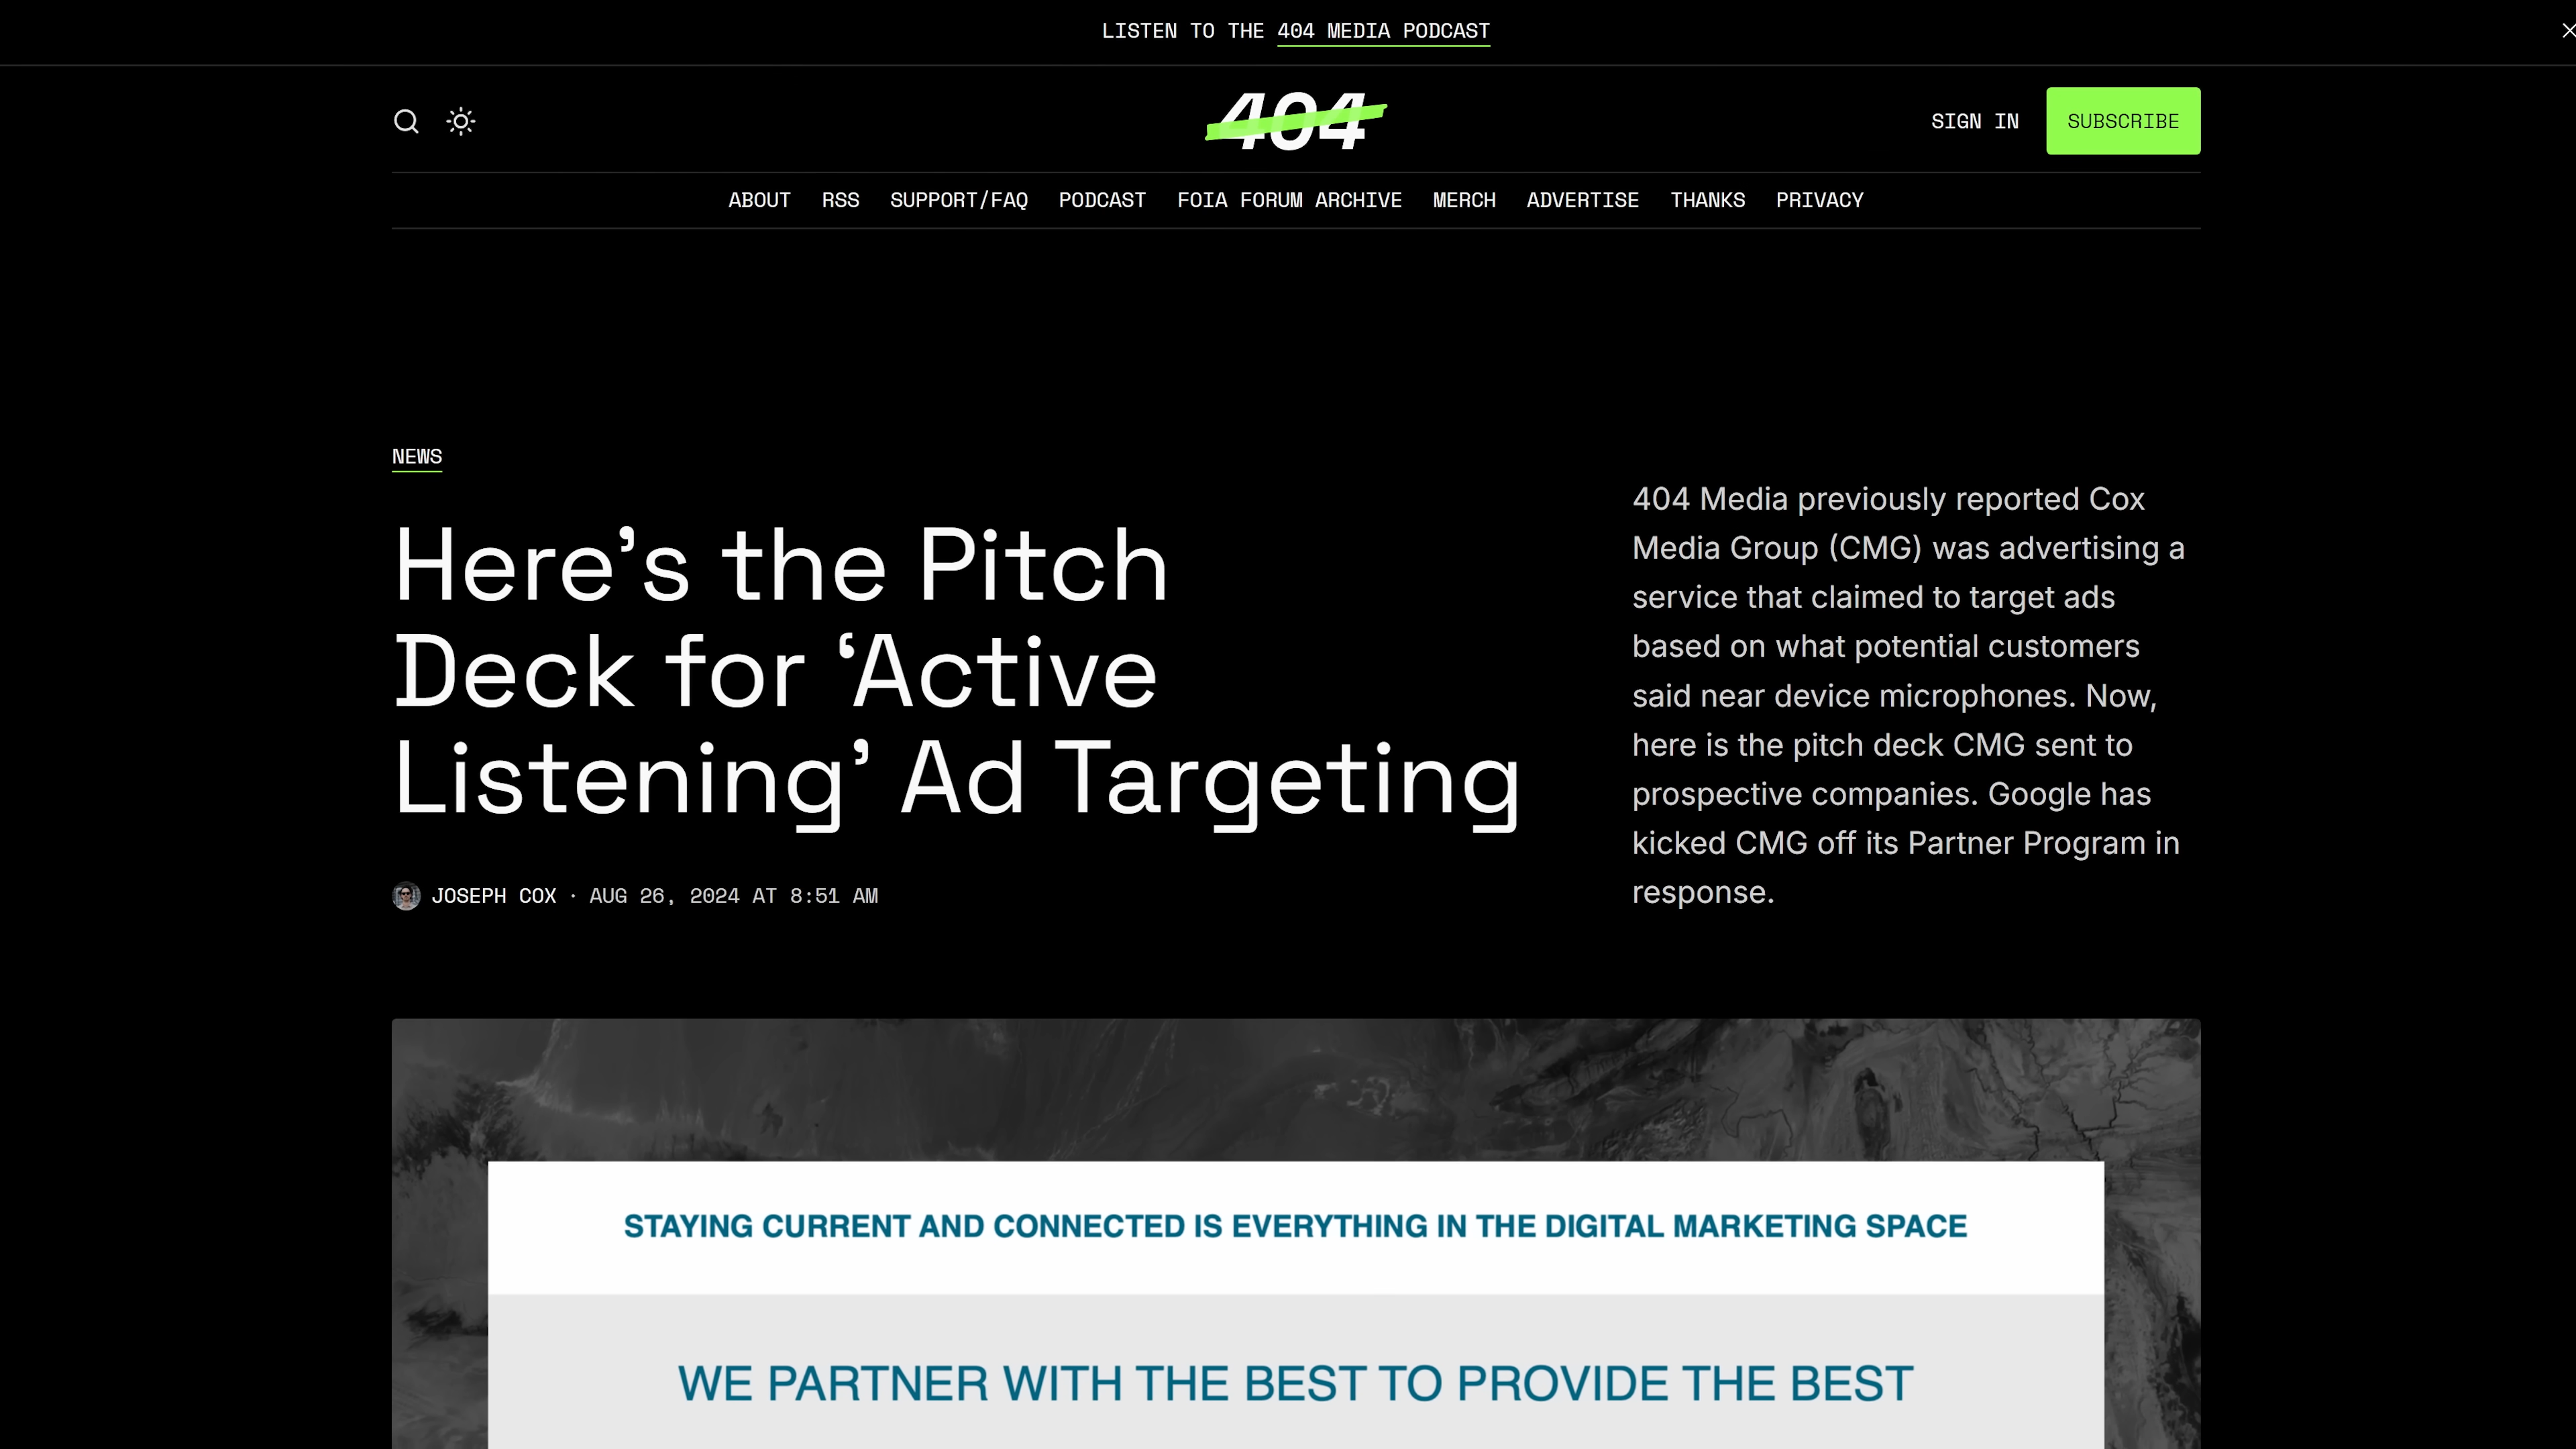 LISTEN TO THE 404 MEDIA PODCAST
404
SIGN IN
SUBSCRIBE
ABOUT RSS SUPPORT/FAQ PODCAST FOIA FORUM ARCHIVE MERCH ADVERTISE THANKS PRIVACY
NEWS
Here’s the Pitch
Deck for ‘Active
Listening’ Ad Targeting
JOSEPH COX · AUG 26, 2024 AT 8:51 AM
404 Media previously reported Cox
Media Group (CMG) was advertising a
service that claimed to target ads
based on what potential customers
said near device microphones. Now,
here is the pitch deck CMG sent to
prospective companies. Google has
kicked CMG off its Partner Program in
response.
STAYING CURRENT AND CONNECTED IS EVERYTHING IN THE DIGITAL MARKETING SPACE
WE PARTNER WITH THE BEST TO PROVIDE THE BEST